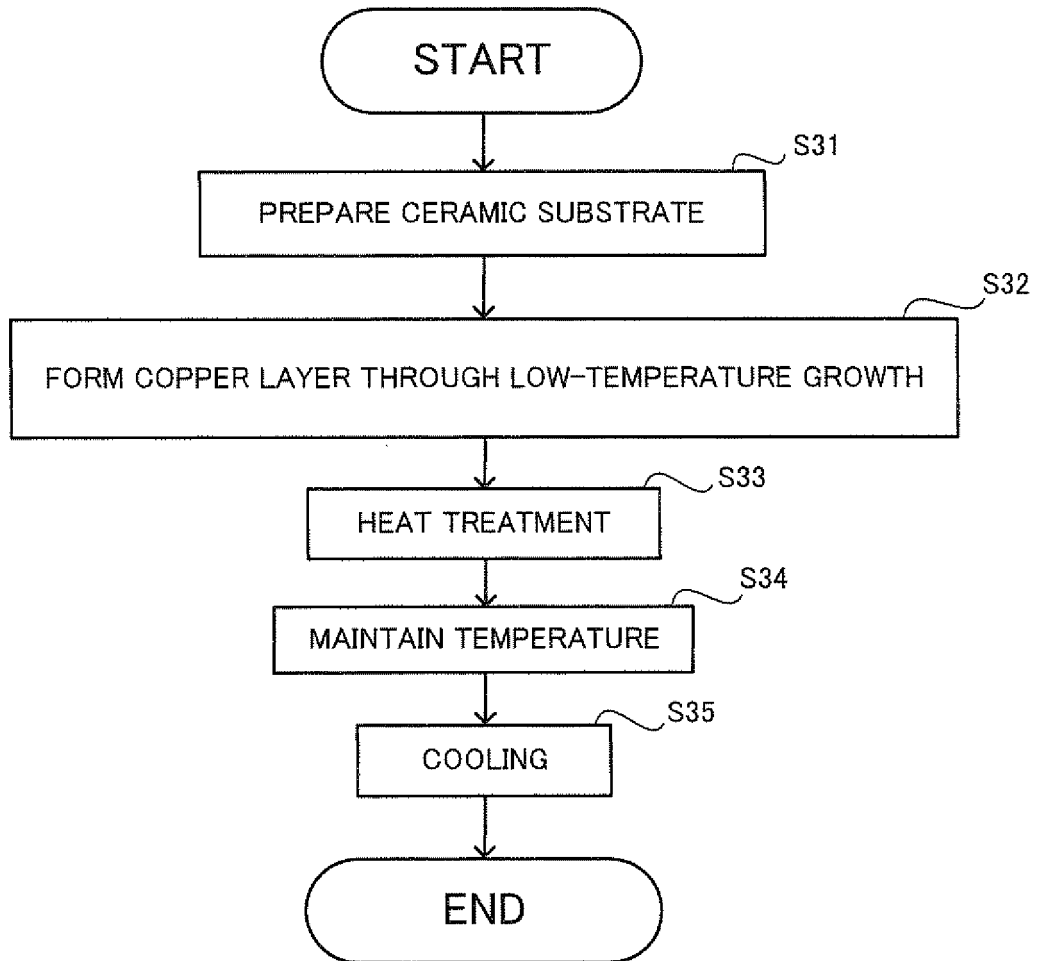 START
S31
PREPARE CERAMIC SUBSTRATE
S32
FORM COPPER LAYER THROUGH LOW-TEMPERATURE GROWTH
S33
HEAT TREATMENT
S34
MAINTAIN TEMPERATURE
S35
COOLING
END